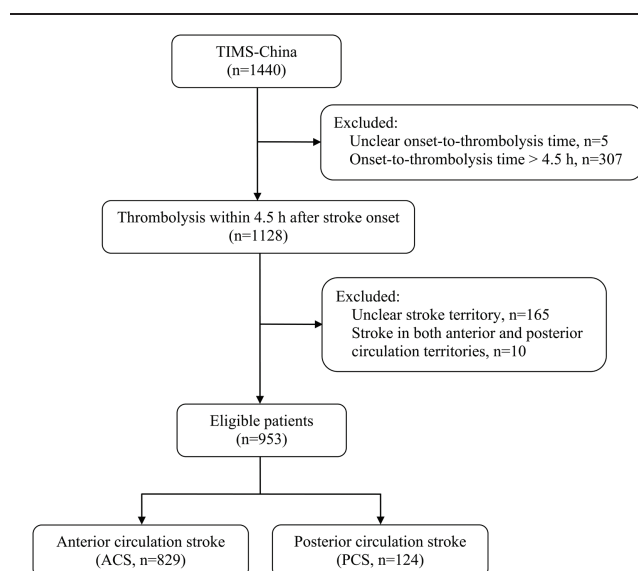 TIMS-China
(n=1440)
Excluded:
Unclear onset-to-thrombolysis time, n=5
Onset-to-thrombolysis time > 4.5 h, n=307
Thrombolysis within 4.5 h after stroke onset
(n=1128)
Excluded:
Unclear stroke territory, n=165
Stroke in both anterior and posterior
circulation territories, n=10
Eligible patients
(n=953)
Anterior circulation stroke
(ACS, n=829)
Posterior circulation stroke
(PCS, n=124)